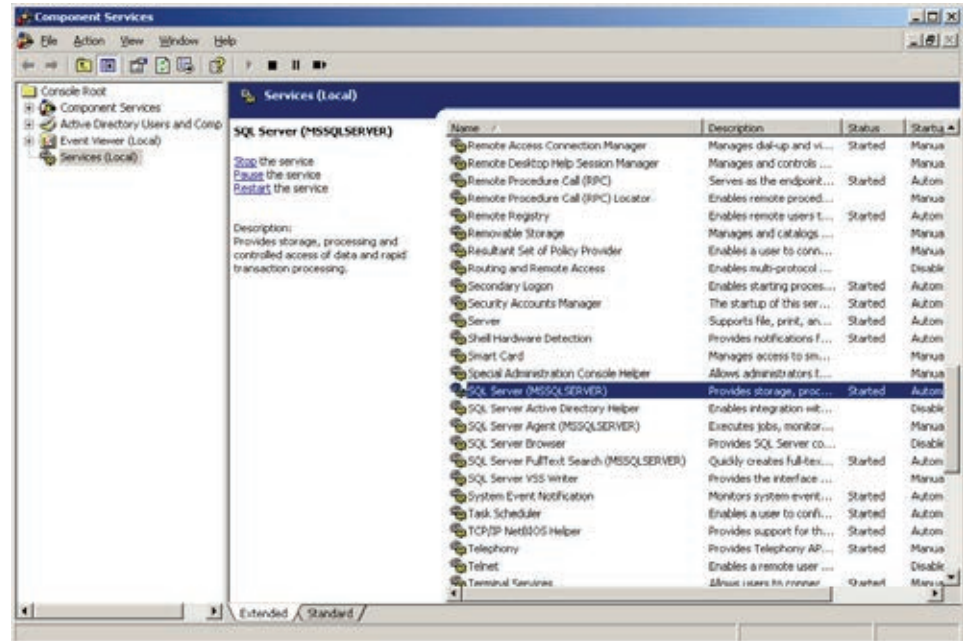 Component Services
File Action View Window Help
Console Root
Component Services
Active Directory Users and Comp
Event Viewer (Local)
Services (Local)
Services (Local)
SQL Server (MSSQLSERVER)
Stop the service
Pause the service
Restart the service
Description:
Provides storage, processing and
controlled access of data and rapid
transaction processing.
Name Description Status Startu
Remote Access Connection Manager Manages dial-up and vi... Started Manua
Remote Desktop Help Session Manager Manages and controls ... Manua
Remote Procedure Call (RPC) Serves as the endpoint... Started Autom
Remote Procedure Call (RPC) Locator Enables remote proced... Manua
Remote Registry Enables remote users t... Started Autom
Removable Storage Manages and catalogs ... Manua
Resultant Set of Policy Provider Enables a user to conn... Manua
Routing and Remote Access Enables multi-protocol ... Disable
Secondary Logon Enables starting proces... Started Autom
Security Accounts Manager The startup of this ser... Started Autom
Server Supports file, print, an... Started Autom
Shell Hardware Detection Provides notifications f... Started Autom
Smart Card Manages access to sm... Manua
Special Administration Console Helper Allows administrators t... Manua
SQL Server (MSSQLSERVER) Provides storage, proc... Started Autom
SQL Server Active Directory Helper Enables integration wit... Disable
SQL Server Agent (MSSQLSERVER) Executes jobs, monitor... Manua
SQL Server Browser Provides SQL Server co... Disable
SQL Server FullText Search (MSSQLSERVER) Quickly creates full-tex... Started Autom
SQL Server VSS Writer Provides the interface ... Manua
System Event Notification Monitors system event... Started Autom
Task Scheduler Enables a user to confi... Started Autom
TCP/IP NetBIOS Helper Provides support for th... Started Autom
Telephony Provides Telephony AP... Started Manua
Telnet Enables a remote user ... Disable
Terminal Services Allows users to connec Started Manua
Extended Standard